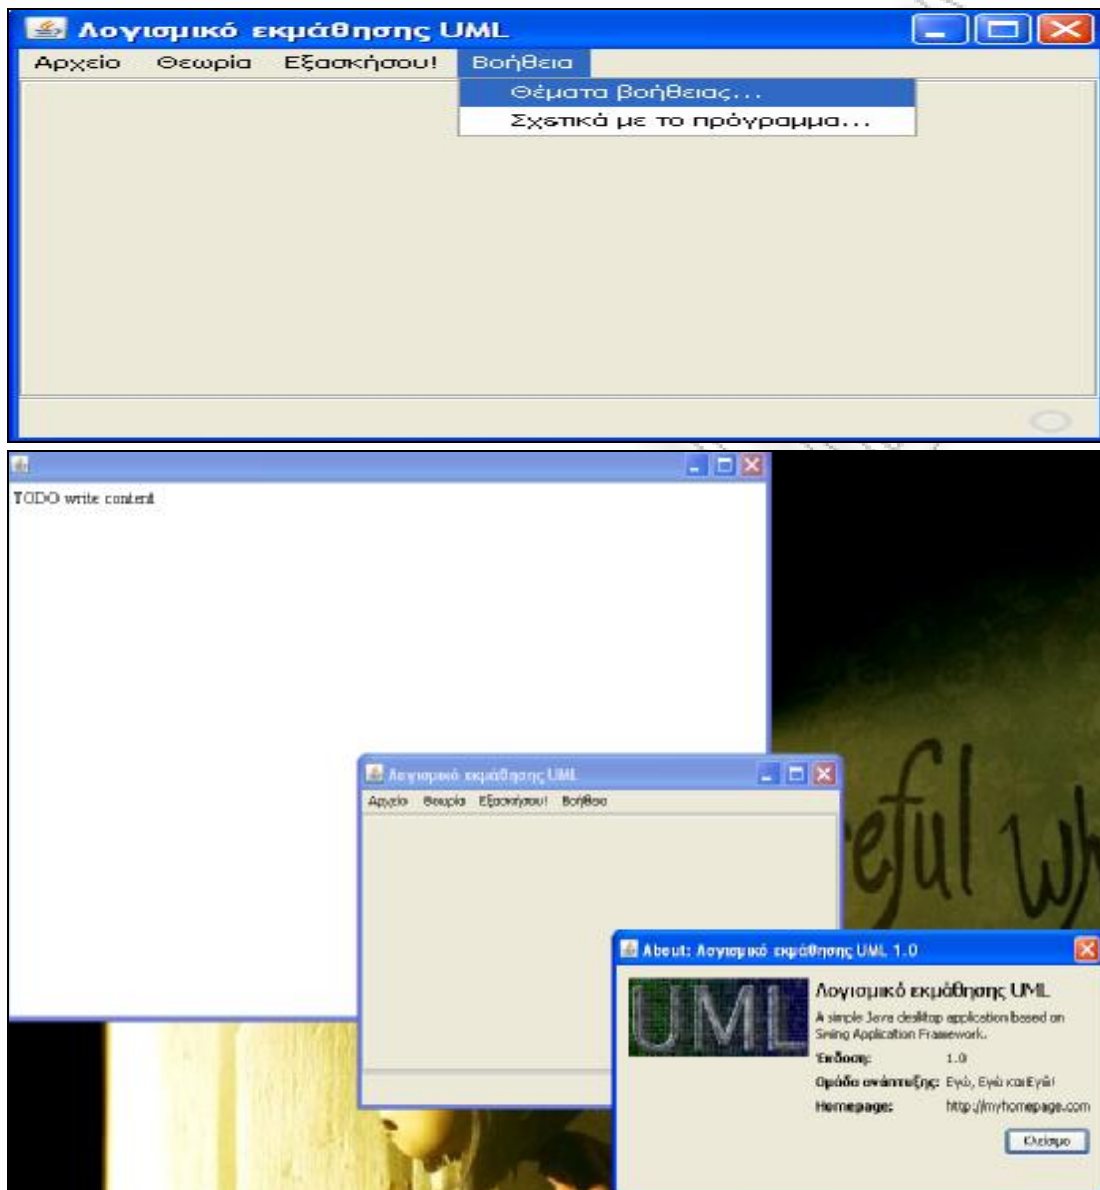 Λογισμικό εκμάθησης UML
Αρχείο Θεωρία Εξασκήσου! Βοήθεια
Θέματα βοήθειας...
Σχετικά με το πρόγραμμα...
TODO write content
Λογισμικό εκμάθησης UML
Αρχείο Θεωρία Εξασκήσου! Βοήθεια
eful wh
About: Λογισμικό εκμάθησης UML 1.0
UML
Λογισμικό εκμάθησης UML
A simple Java desktop application based on
Swing Application Framework.
Έκδοση: 1.0
Ομάδα ανάπτυξης: Εγώ, Εγώ και Εγώ!
Homepage: http://myhomepage.com
Κλείσιμο